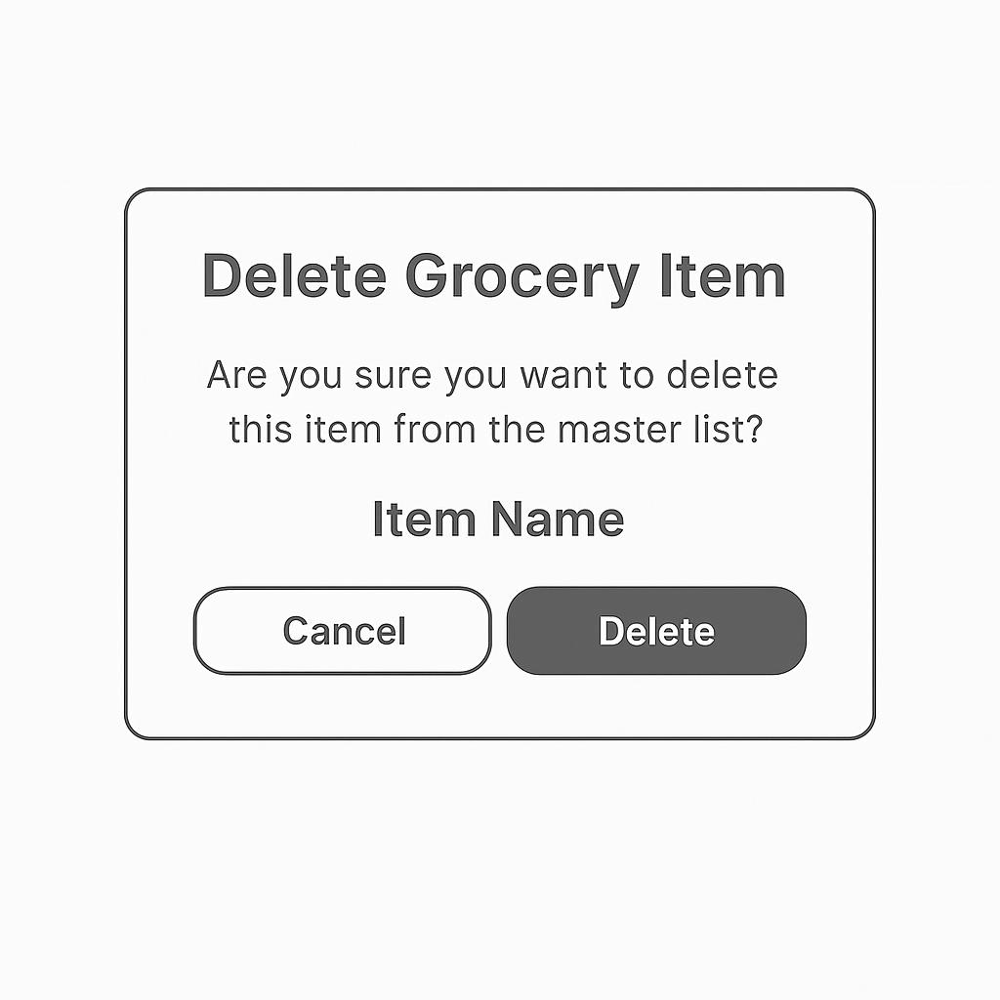 Delete Grocery Item
Are you sure you want to delete
this item from the master list?
Item Name
Cancel
Delete